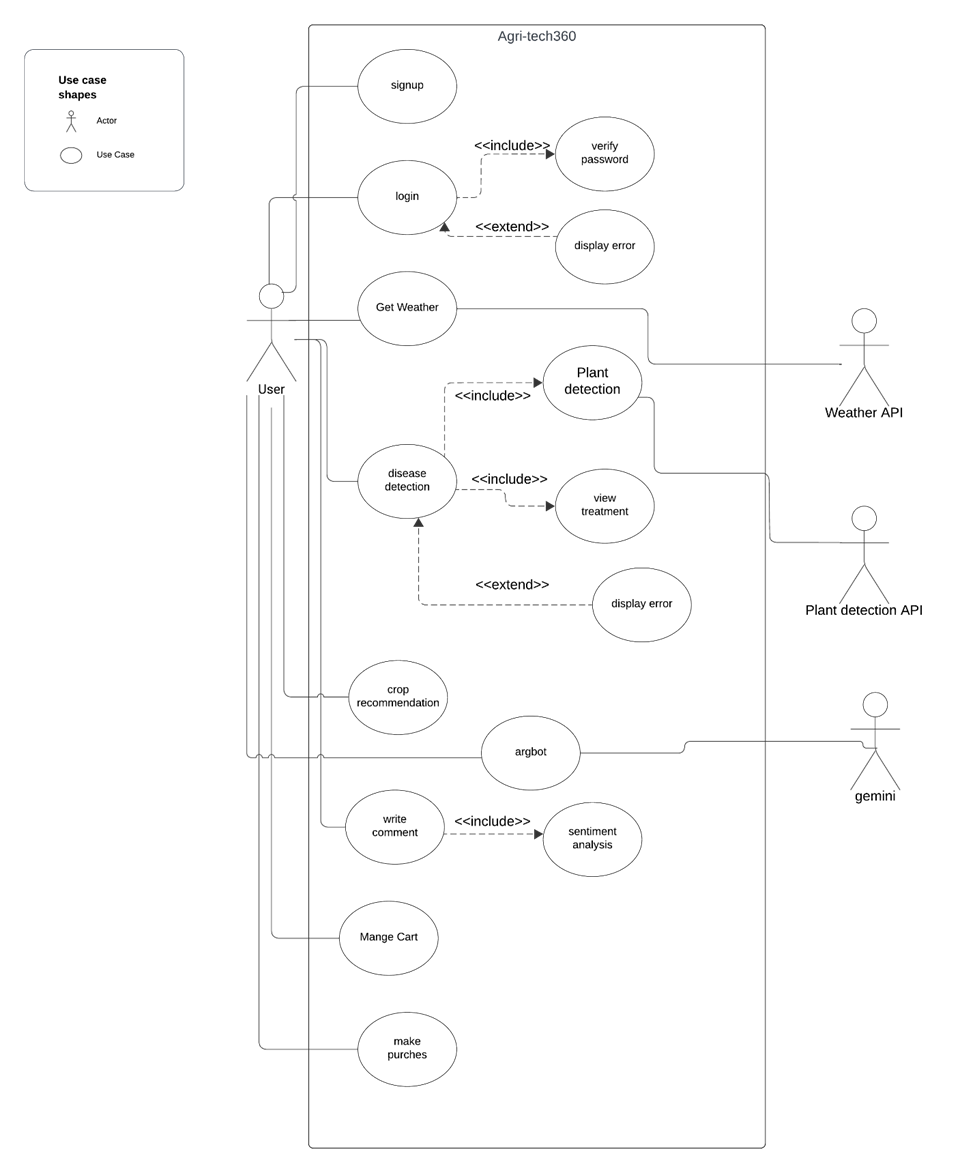 Agri-tech360
Use case
shapes
Actor
Use Case
signup
<<include>>
verify
password
login
<<extend>>
display error
Get Weather
User
Weather API
Plant
detection
<<include>>
disease
detection
<<include>>
view
treatment
Plant detection API
<<extend>>
display error
crop
recommendation
argbot
gemini
write
comment
<<include>>
sentiment
analysis
Mange Cart
make
purches